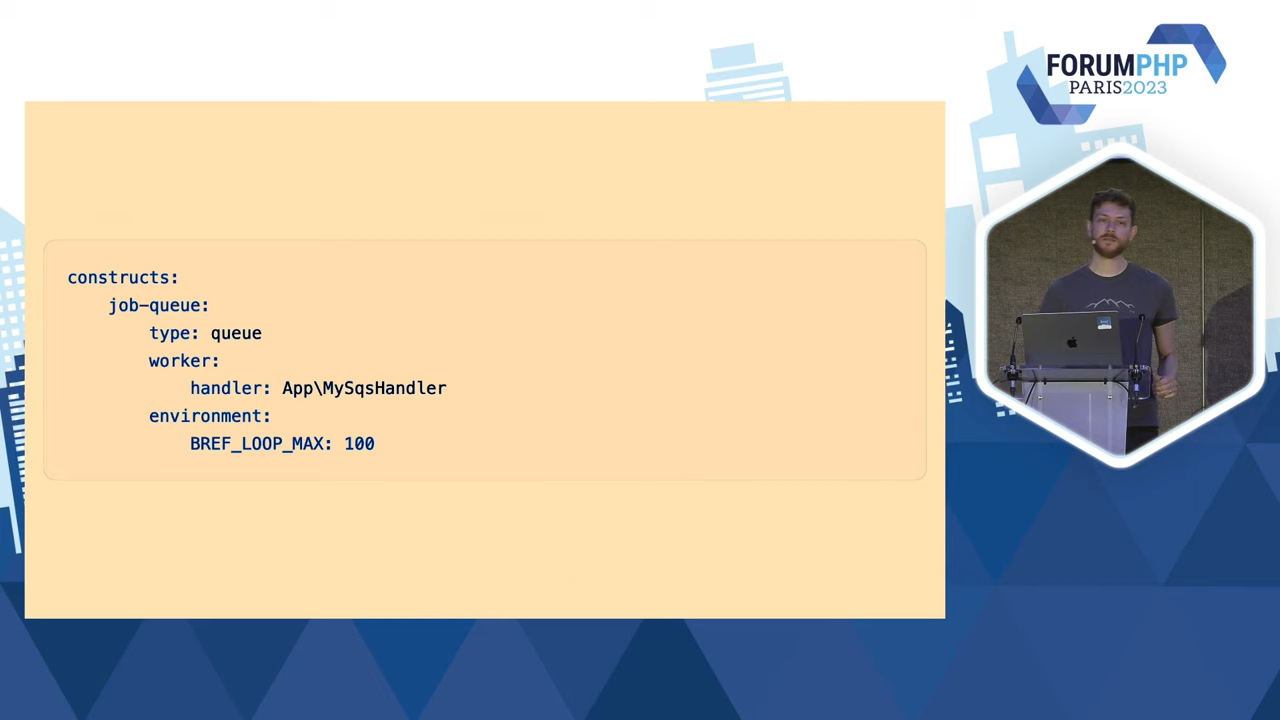 FORUMPHP
PARIS2023
constructs:
    job-queue:
        type: queue
        worker:
            handler: App\MySqsHandler
        environment:
            BREF_LOOP_MAX: 100